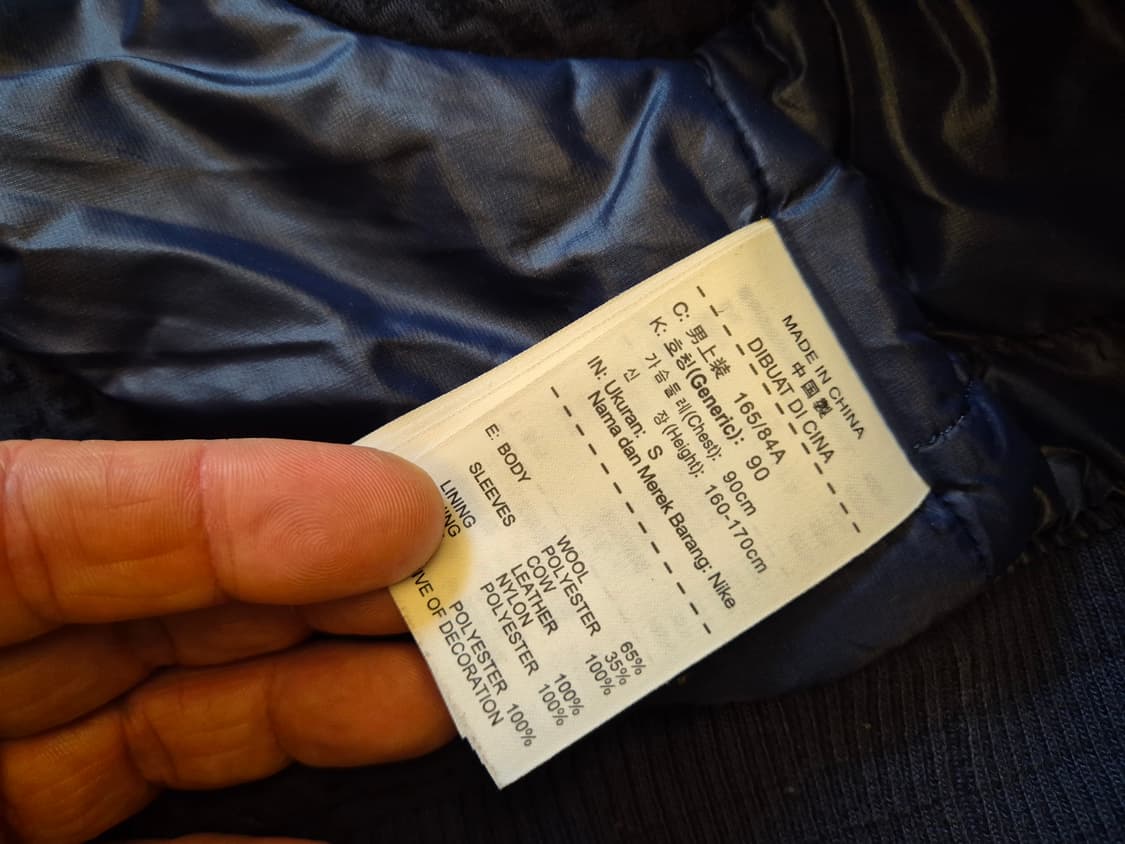 MADE IN CHINA
中国製
DIBUAT DI CINA
C: 男上装 165/84A
K: 호칭(Generic): 90
가슴둘레(Chest): 90cm
신 장(Height): 160-170cm
IN: Ukuran: S
Nama dan Merek Barang: Nike
E: BODY WOOL 65%
POLYESTER 35%
SLEEVES COW 100%
LEATHER
LINING NYLON 100%
POLYESTER 100%
POLYESTER 100%
OF DECORATION